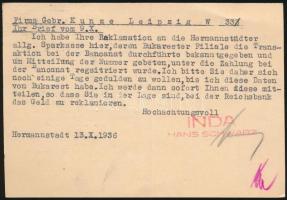 Firma Gebr. Kunze Leipzig W 33/
Ihr Brief vom 9.X.
Ich habe Ihre Reklamation an die Hermannstädter
allg. Sparkasse hier, deren Bukarester Filiale die Trans-
aktion bei der Bancanat durchführte bekanntgegeben und
um Mitteilung der Nummer gebeten, unter die Zahlung bei
der Bancanat registriert wurde. Ich bitte Sie daher sich
noch einige Tage gedulden zu wollen, bis ich diese Daten
von Bukarest habe. Ich werde dann sofort Ihnen diese mit-
teilen, so dass Sie in der Lage sind, bei der Reichsbank
das Geld zu reklamieren.
Hochachtungsvoll
INDA
HANS SCHWARZ
Hermannstadt 13.X.1936